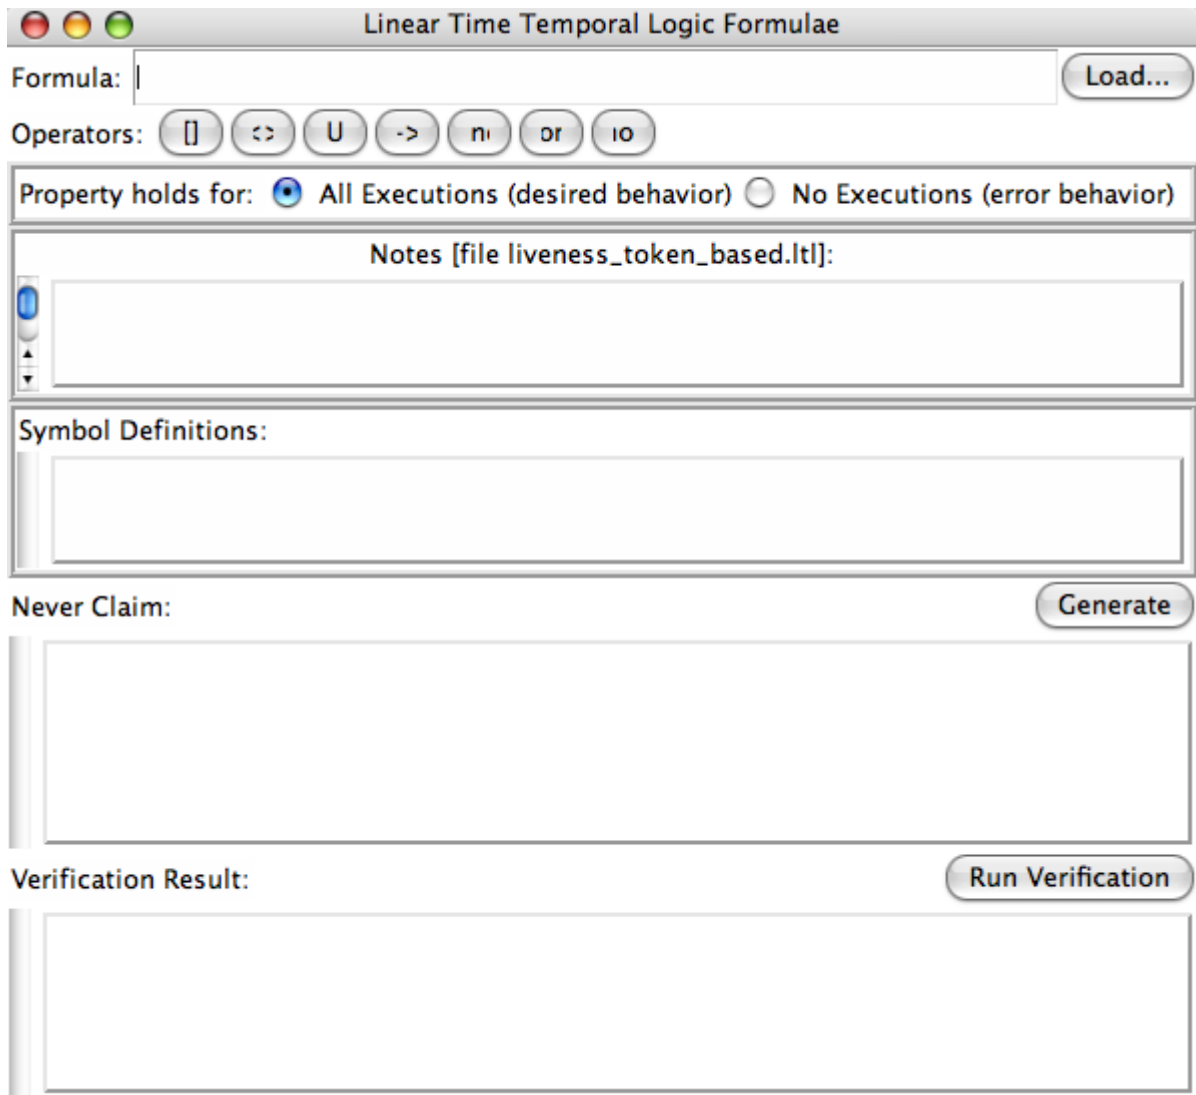 Linear Time Temporal Logic Formulae
Formula: Load...
Operators: [] <> U -> or
Property holds for: All Executions (desired behavior) No Executions (error behavior)
Notes [file liveness_token_based.ltl]:
Symbol Definitions:
Never Claim: Generate
Verification Result: Run Verification